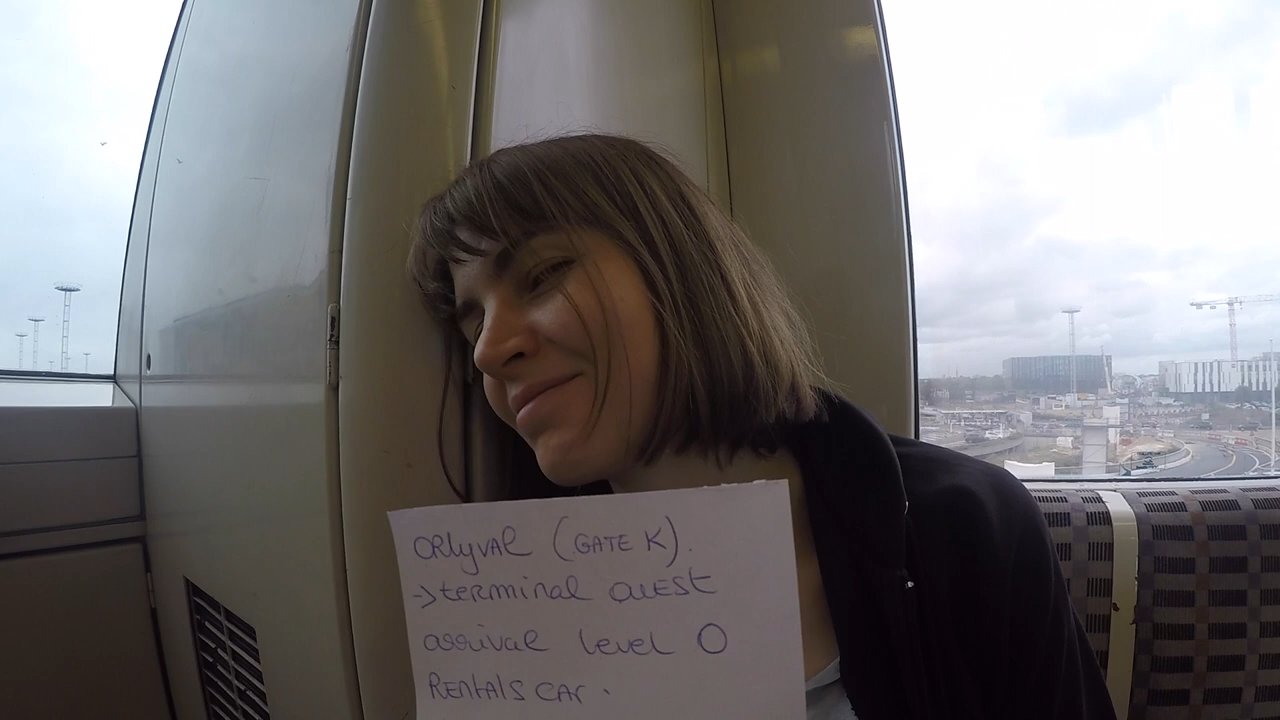 ORlyVAl (GATE K).
->terminal OUEST
arrival level 0
RENtAlS CAr.